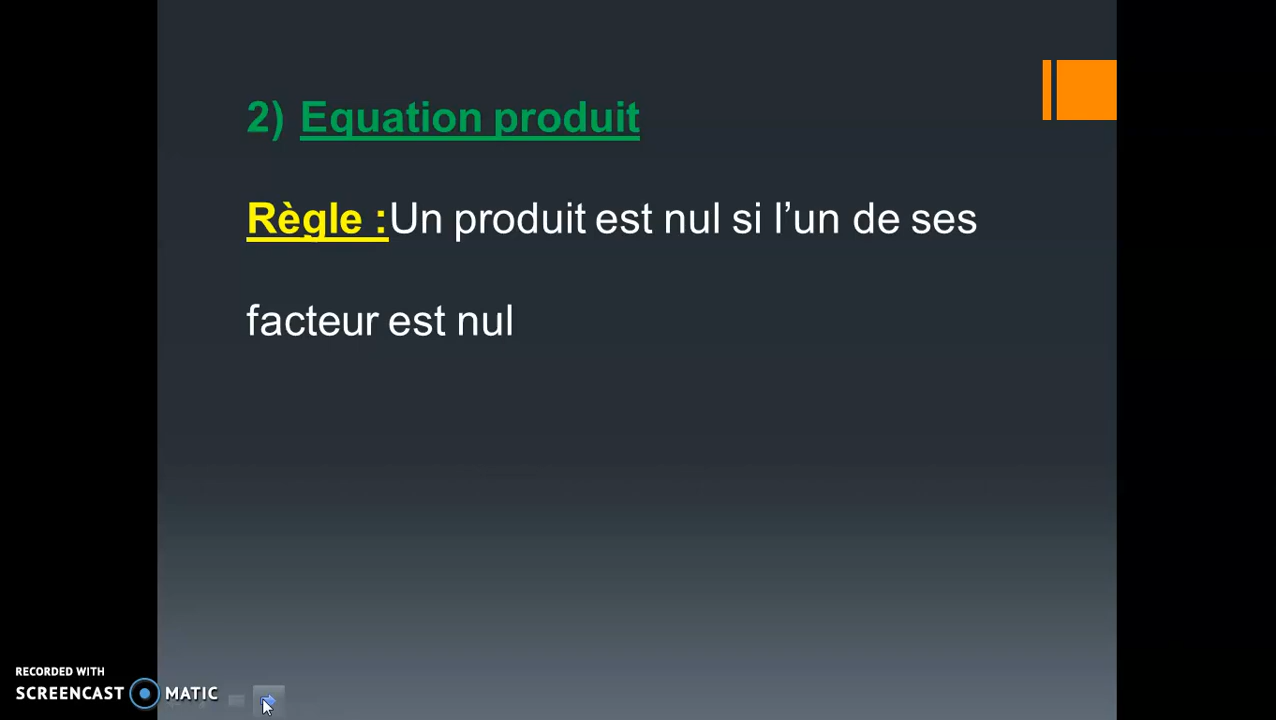 2) Equation produit
Règle :Un produit est nul si l’un de ses
facteur est nul
RECORDED WITH
SCREENCAST MATIC